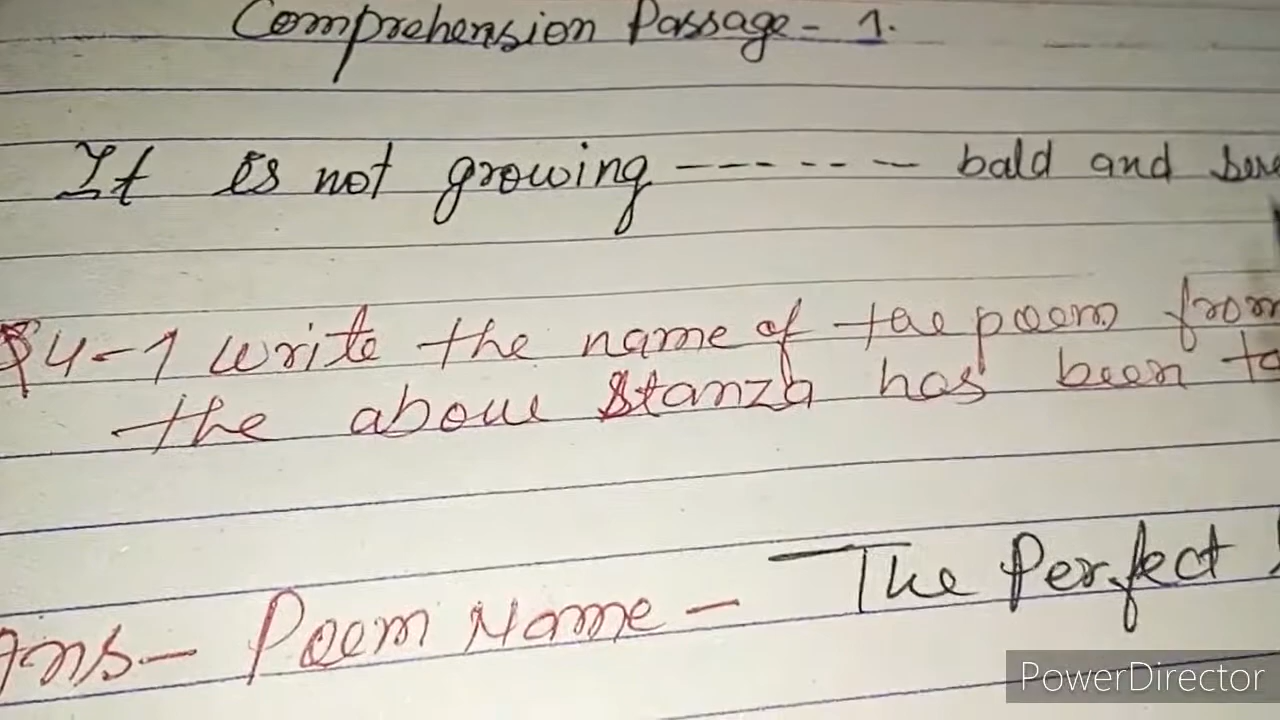 Comprehension Passage - 1.
It is not growing ------- bald and
4-1 write the name of the poem from
the above stanza has been
Ans - Poem Name - The Perfect
PowerDirector